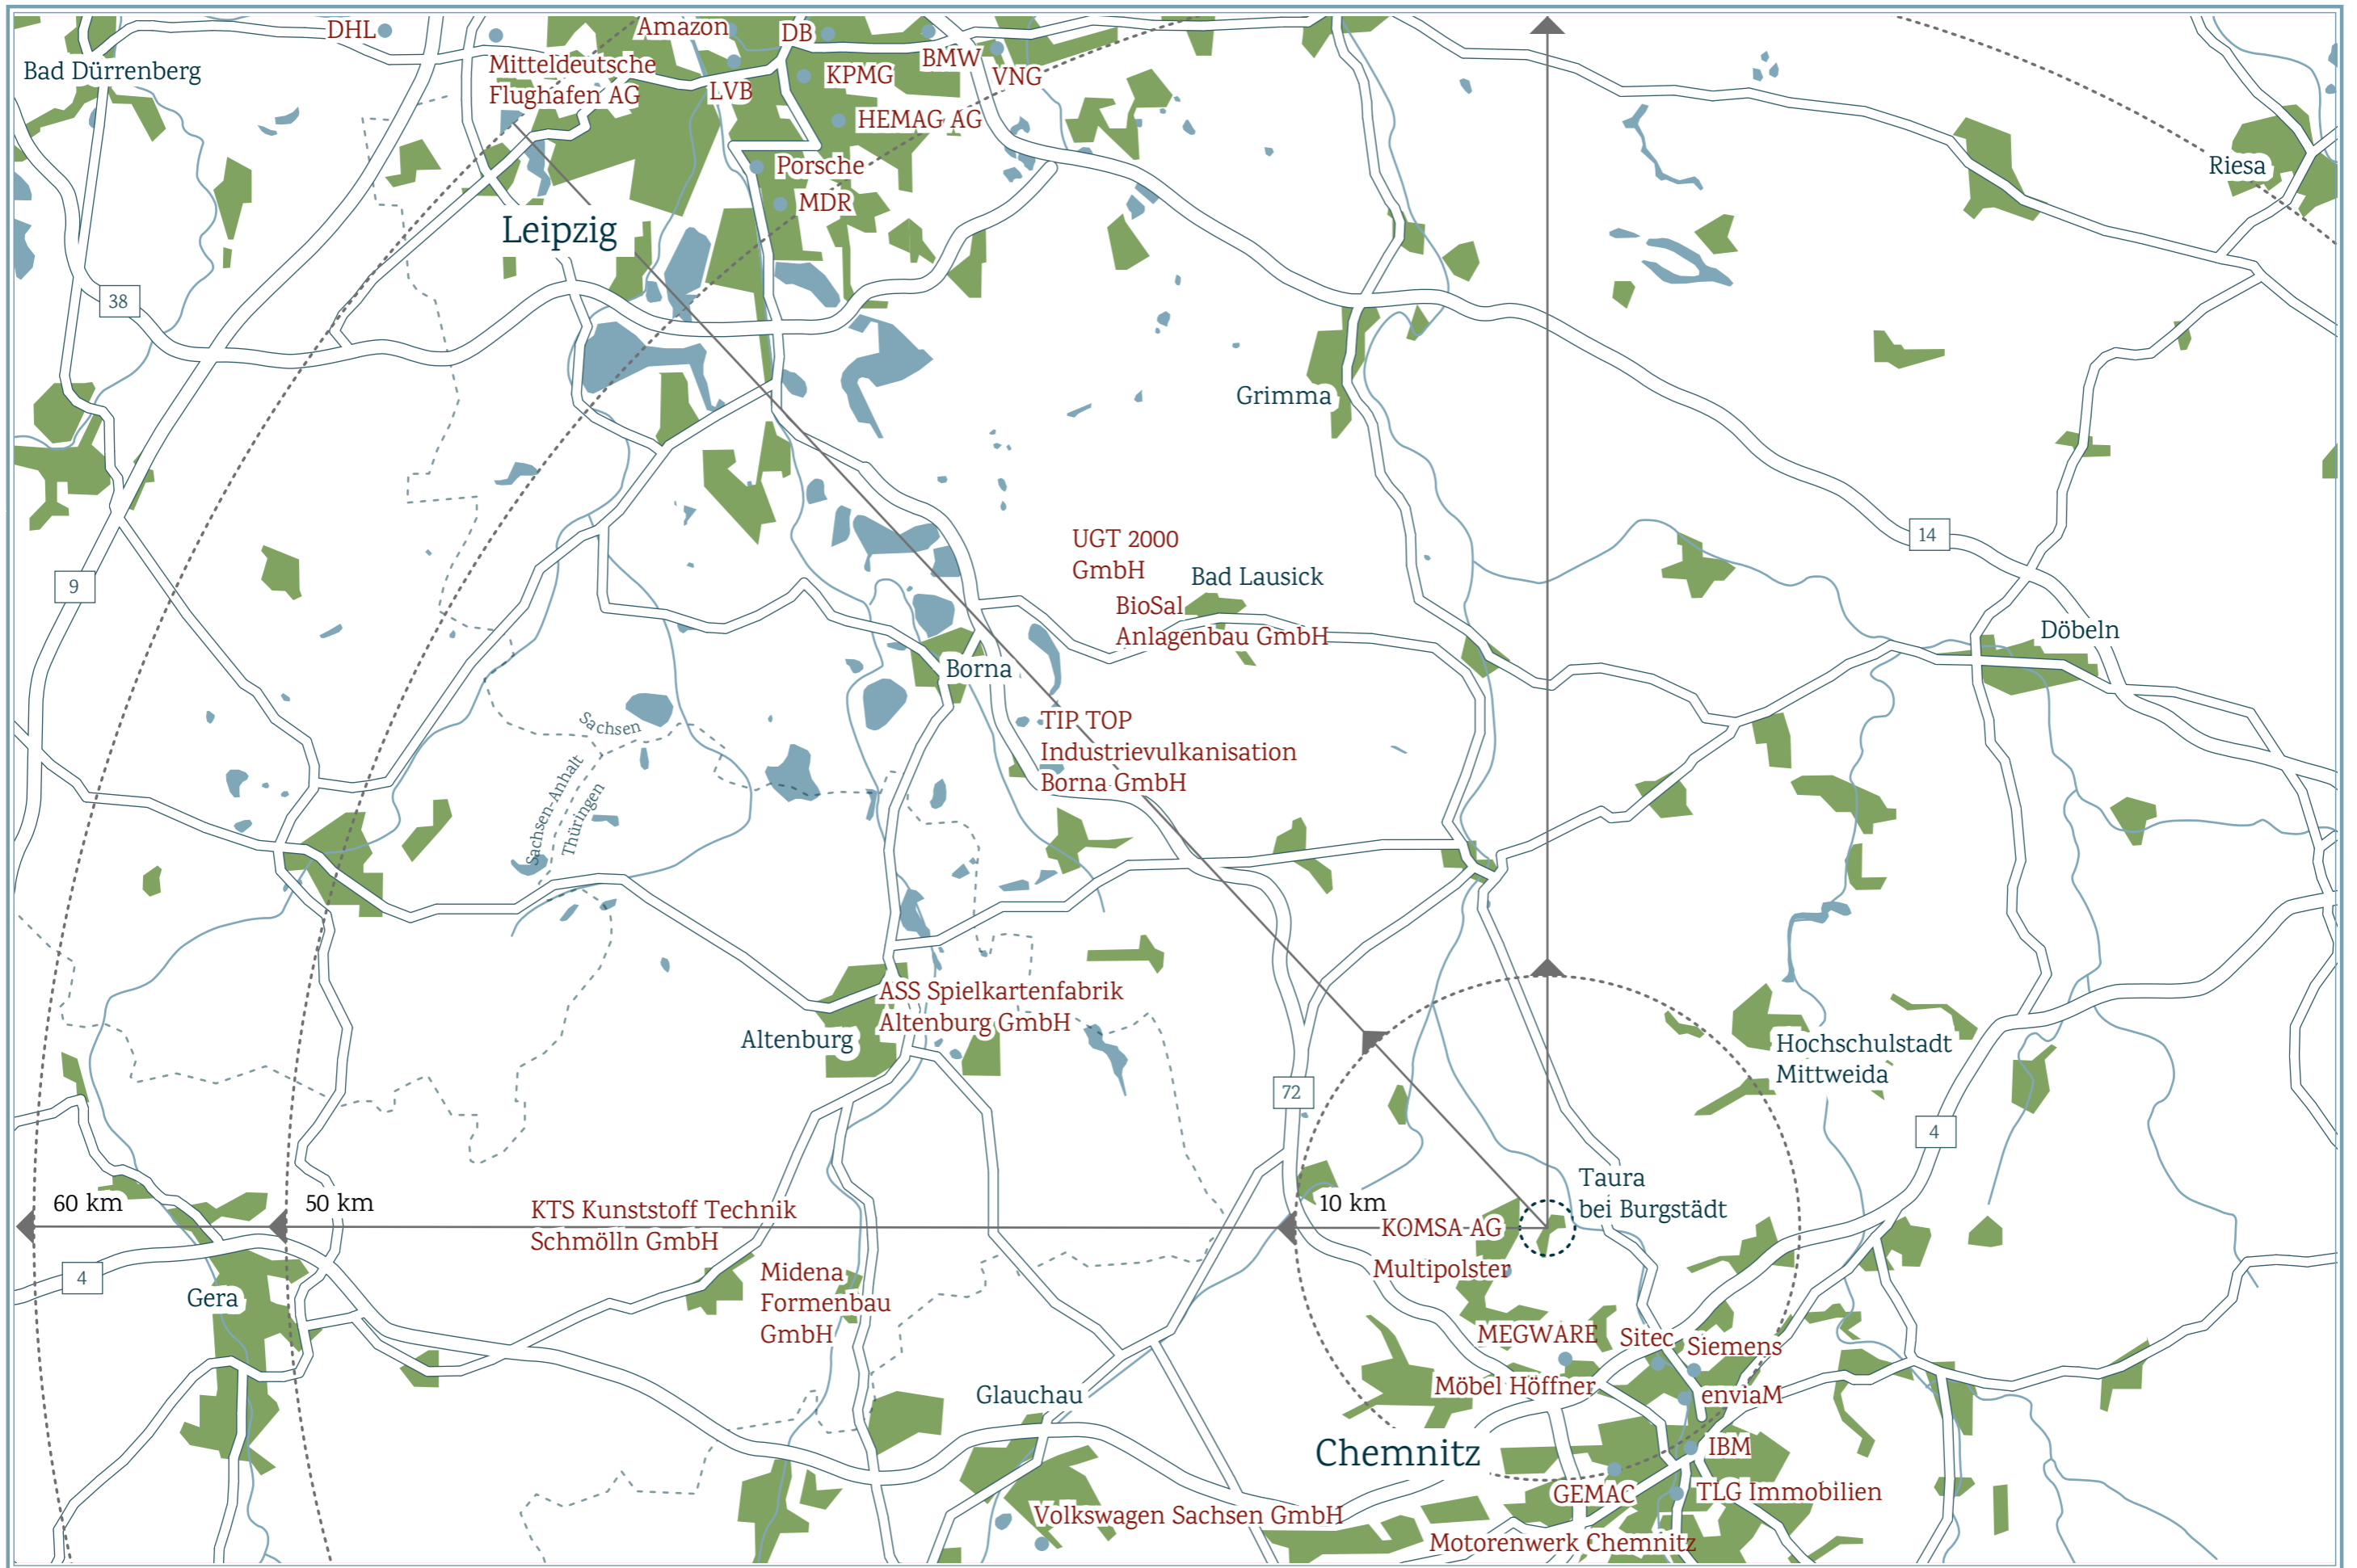 DHL
Amazon
DB
BMW
VNG
Bad Dürrenberg
Mitteldeutsche
Flughafen AG
LVB
KPMG
HEMAG AG
Porsche
MDR
Riesa
Leipzig
38
Grimma
14
9
UGT 2000
GmbH
Bad Lausick
BioSal
Anlagenbau GmbH
Döbeln
Borna
TIP TOP
Industrievulkanisation
Borna GmbH
Sachsen
Sachsen-Anhalt
Thüringen
ASS Spielkartenfabrik
Altenburg GmbH
Altenburg
Hochschulstadt
Mittweida
72
4
60 km
50 km
10 km
KTS Kunststoff Technik
Schmölln GmbH
Taura
bei Burgstädt
KOMSA-AG
Multipolster
4
Gera
Midena
Formenbau
GmbH
MEGWARE
Sitec
Siemens
Möbel Höffner
enviaM
Glauchau
Chemnitz
IBM
GEMAC
TLG Immobilien
Volkswagen Sachsen GmbH
Motorenwerk Chemnitz